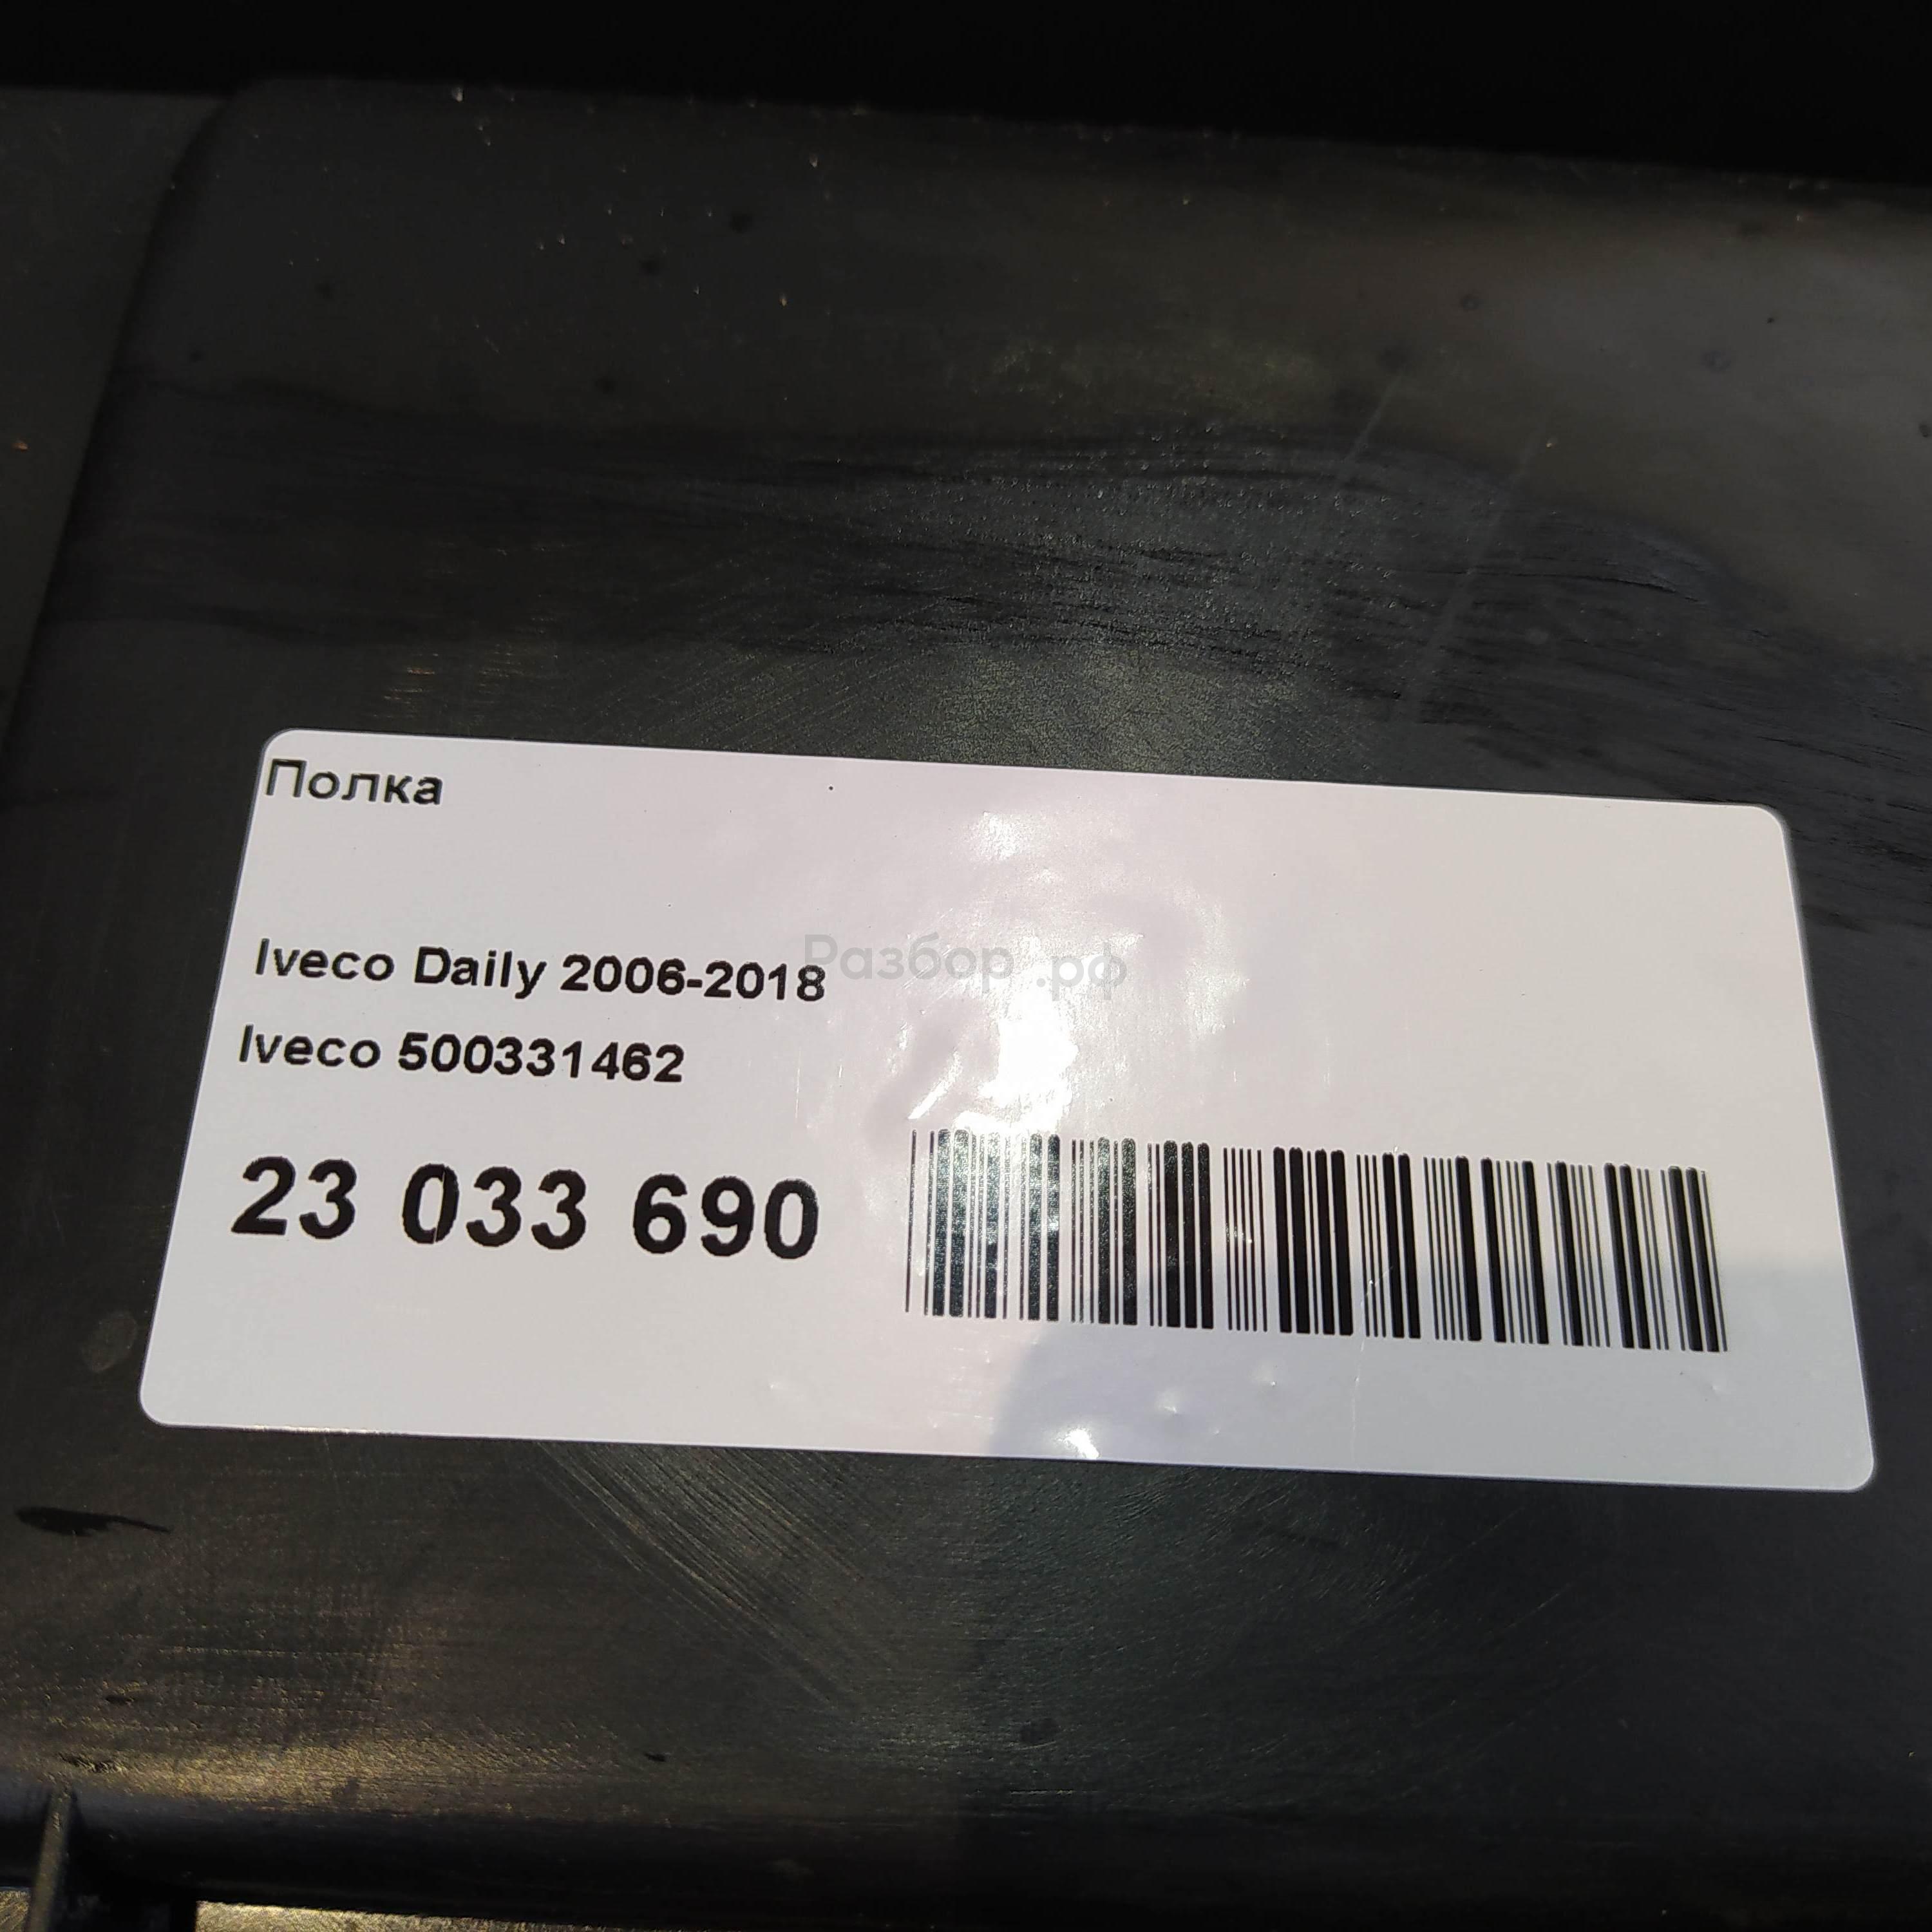 Полка
Iveco Daily 2006-2018
Разбор.рф
Iveco 500331462
23 033 690